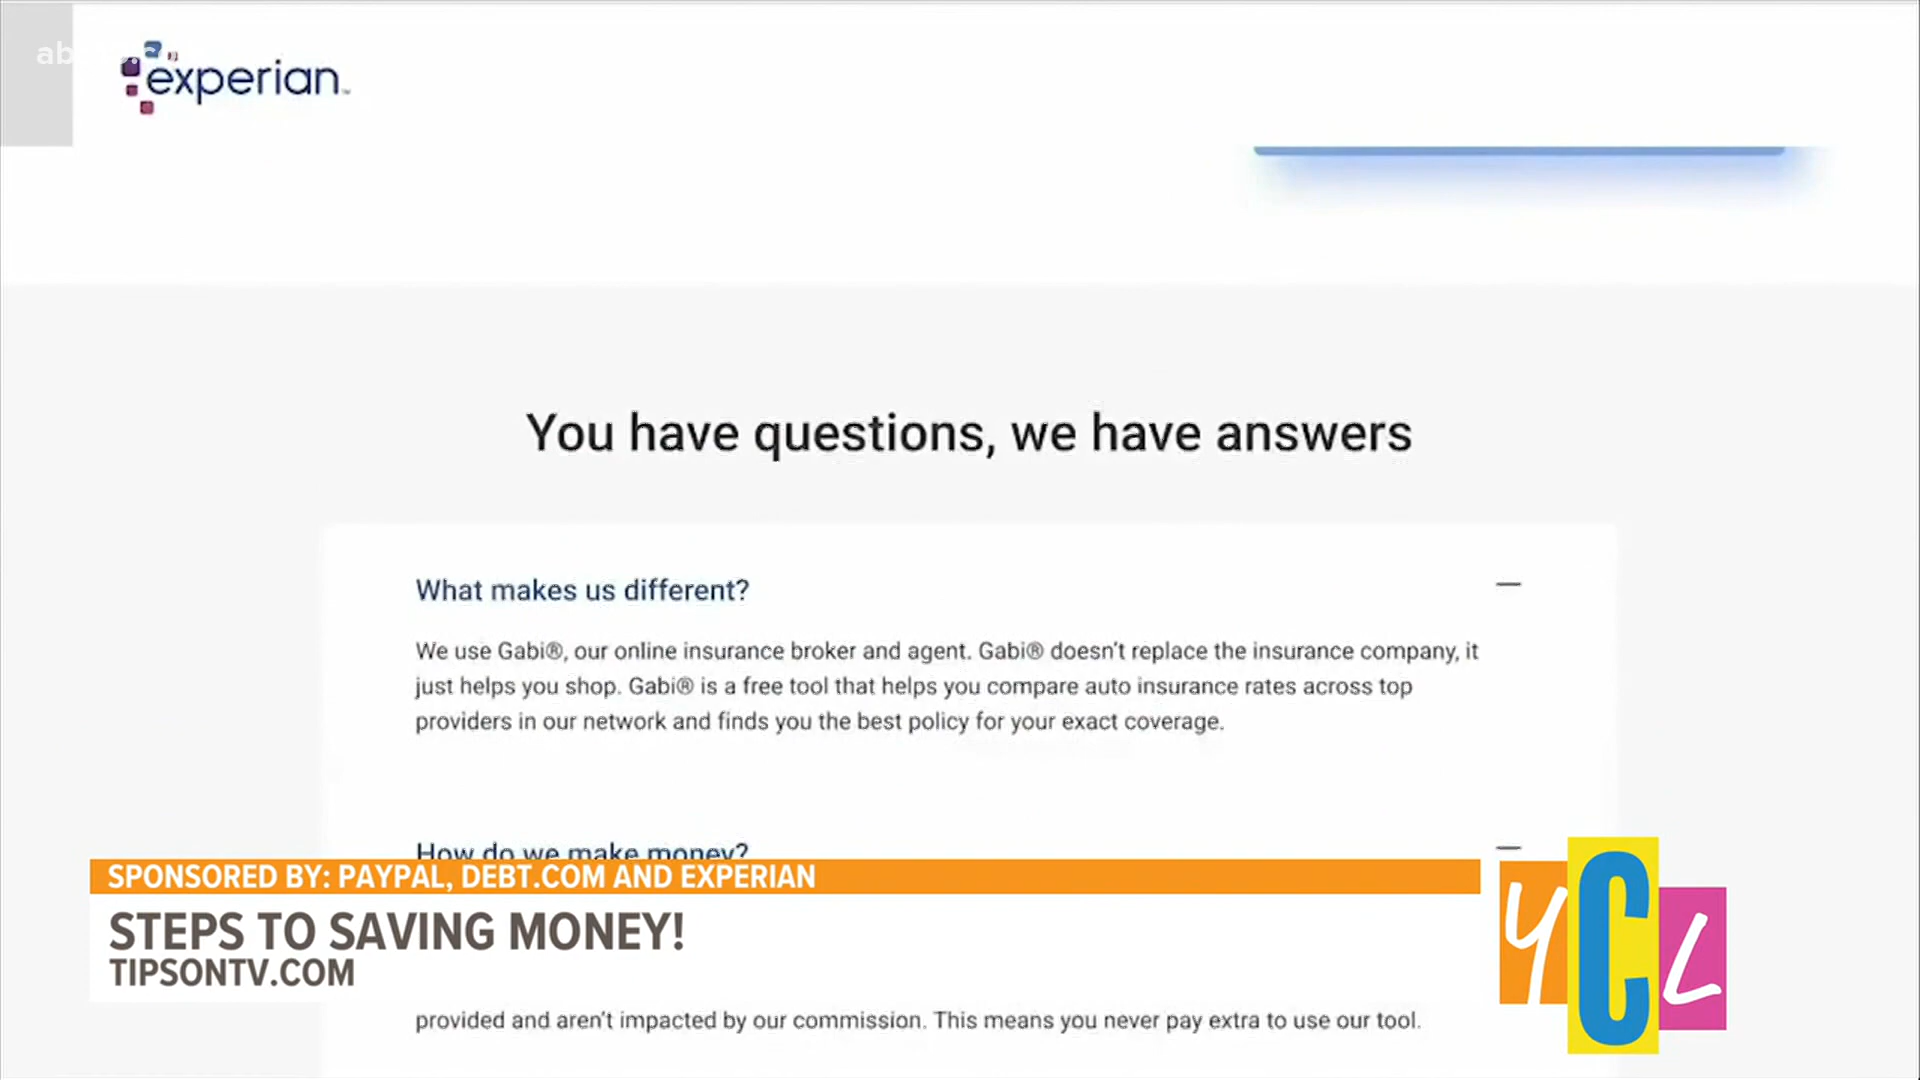 experian
You have questions, we have answers
What makes us different?
We use Gabi®, our online insurance broker and agent. Gabi® doesn't replace the insurance company, it
just helps you shop. Gabi® is a free tool that helps you compare auto insurance rates across top
providers in our network and finds you the best policy for your exact coverage.
How do we make money?
SPONSORED BY: PAYPAL, DEBT.COM AND EXPERIAN
STEPS TO SAVING MONEY!
TIPSONTV.COM
YCL
provided and aren't impacted by our commission. This means you never pay extra to use our tool.